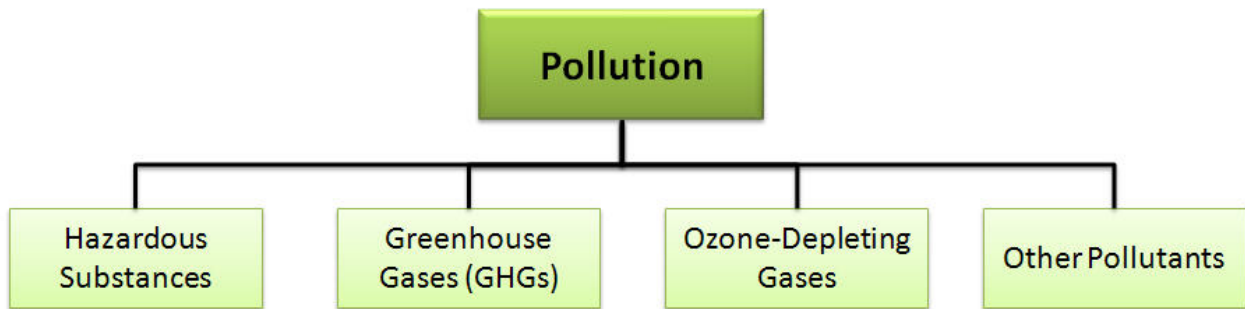 Pollution
Hazardous
Substances
Greenhouse
Gases (GHGs)
Ozone-Depleting
Gases
Other Pollutants